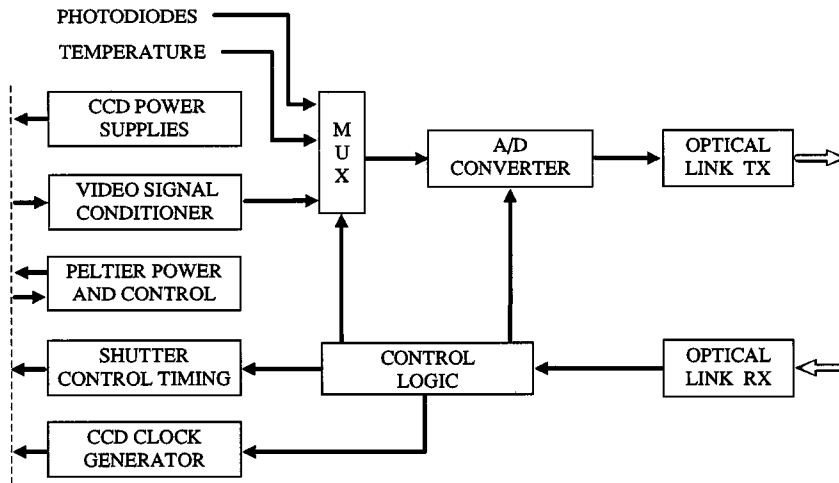 PHOTODIODES
TEMPERATURE
CCD POWER
SUPPLIES
M
U
X
A/D
CONVERTER
OPTICAL
LINK TX
VIDEO SIGNAL
CONDITIONER
PELTIER POWER
AND CONTROL
SHUTTER
CONTROL TIMING
CONTROL
LOGIC
OPTICAL
LINK RX
CCD CLOCK
GENERATOR